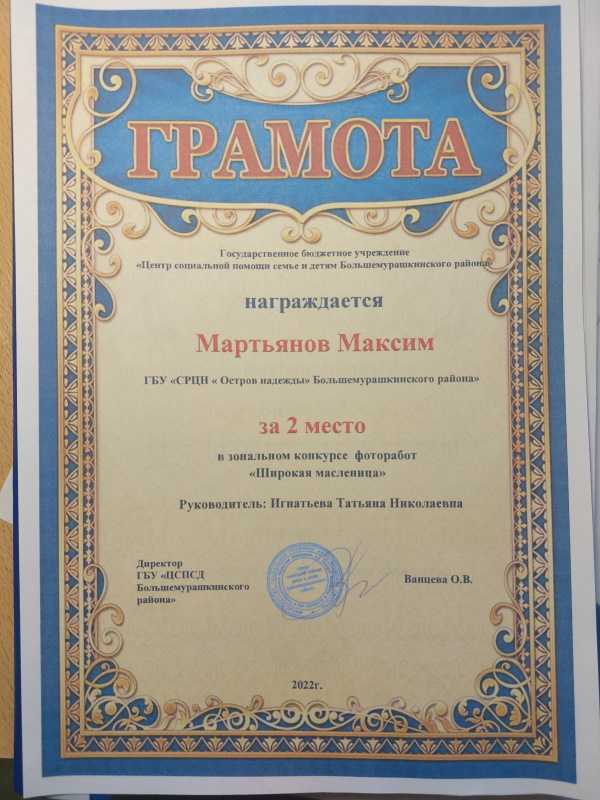 ГРАМОТА
Государственное бюджетное учреждение
«Центр социальной помощи семье и детям Большемурашкинского района»
награждается
Мартьянов Максим
ГБУ «СРЦН « Остров надежды» Большемурашкинского района»
за 2 место
в зональном конкурсе фоторабот
«Широкая масленица»
Руководитель: Игнатьева Татьяна Николаевна
Директор
ГБУ «ЦСПСД
Большемурашкинского
района»
Ванцева О.В.
2022г.